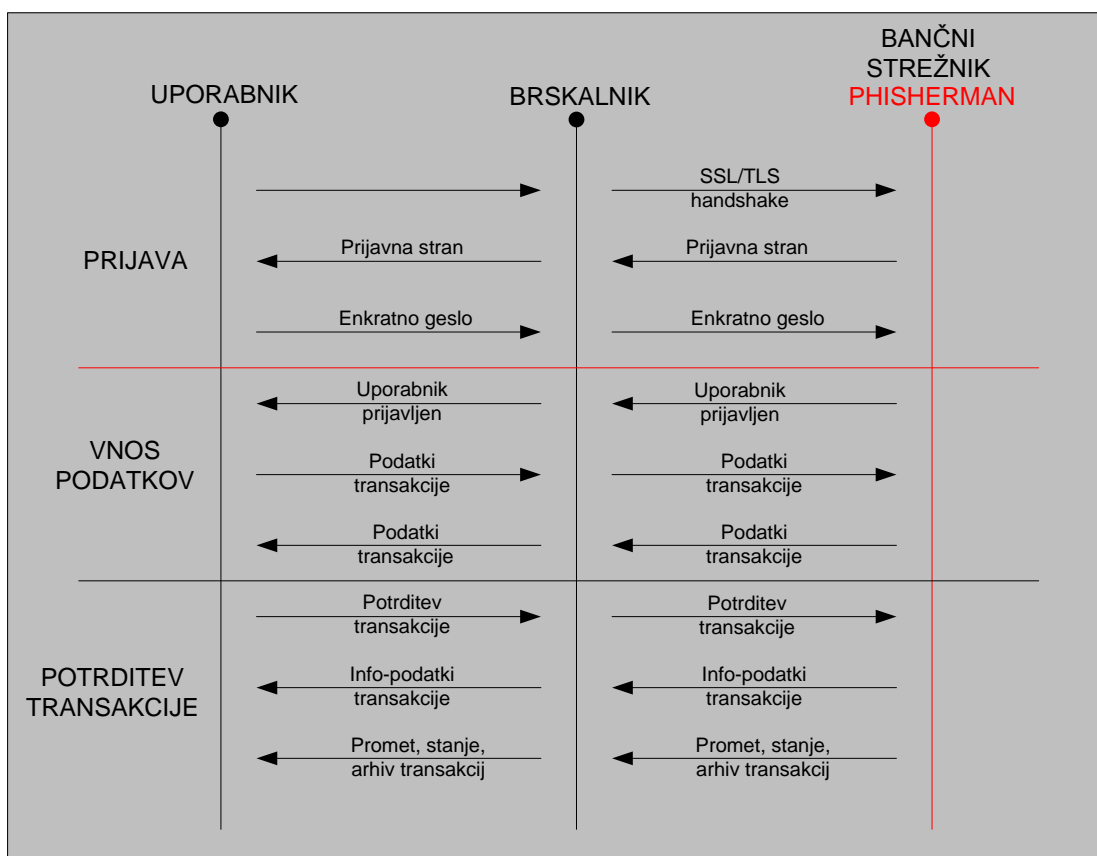 BANČNI
STREŽNIK
UPORABNIK
BRSKALNIK
PHISHERMAN
SSL/TLS
handshake
PRIJAVA
Prijavna stran
Prijavna stran
Enkratno geslo
Enkratno geslo
VNOS
PODATKOV
Uporabnik
prijavljen
Uporabnik
prijavljen
Podatki
transakcije
Podatki
transakcije
Podatki
transakcije
Podatki
transakcije
POTRDITEV
TRANSAKCIJE
Potrditev
transakcije
Potrditev
transakcije
Info-podatki
transakcije
Info-podatki
transakcije
Promet, stanje,
arhiv transakcij
Promet, stanje,
arhiv transakcij